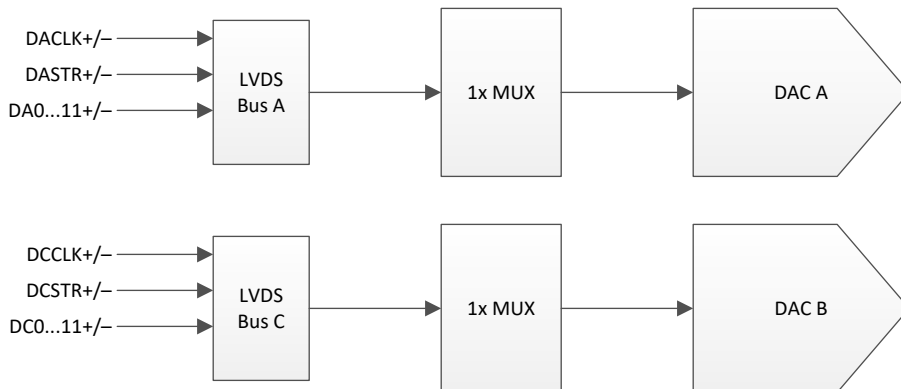 DACLK+/–
DASTR+/–
DA0...11+/–
LVDS
Bus A
1x MUX
DAC A
DCCLK+/–
DCSTR+/–
DC0...11+/–
LVDS
Bus C
1x MUX
DAC B